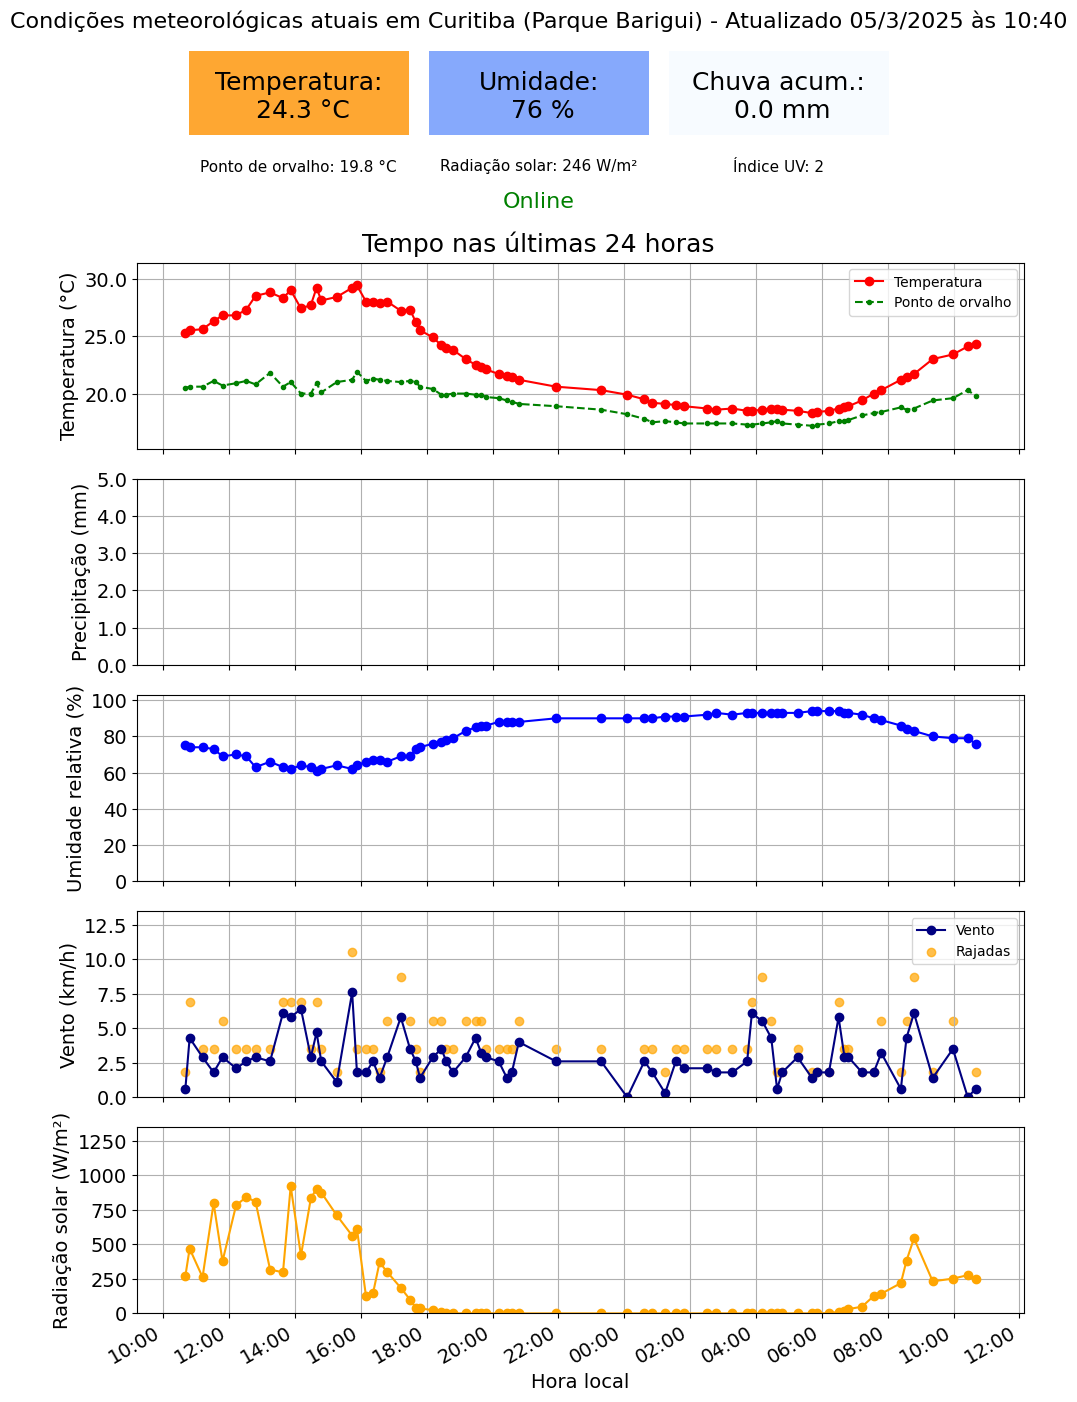 Condições meteorológicas atuais em Curitiba (Parque Barigui) - Atualizado 05/3/2025 às 10:40
Temperatura:
24.3 °C
Umidade:
76 %
Chuva acum.:
0.0 mm
Ponto de orvalho: 19.8 °C
Radiação solar: 246 W/m²
Índice UV: 2
Online
Tempo nas últimas 24 horas
Temperatura (°C)
30.0
25.0
20.0
Temperatura
Ponto de orvalho
Precipitação (mm)
5.0
4.0
3.0
2.0
1.0
0.0
Umidade relativa (%)
100
80
60
40
20
0
Vento (km/h)
12.5
10.0
7.5
5.0
2.5
0.0
Vento
Rajadas
Radiação solar (W/m²)
1250
1000
750
500
250
0
10:00
12:00
14:00
16:00
18:00
20:00
22:00
00:00
02:00
04:00
06:00
08:00
10:00
12:00
Hora local